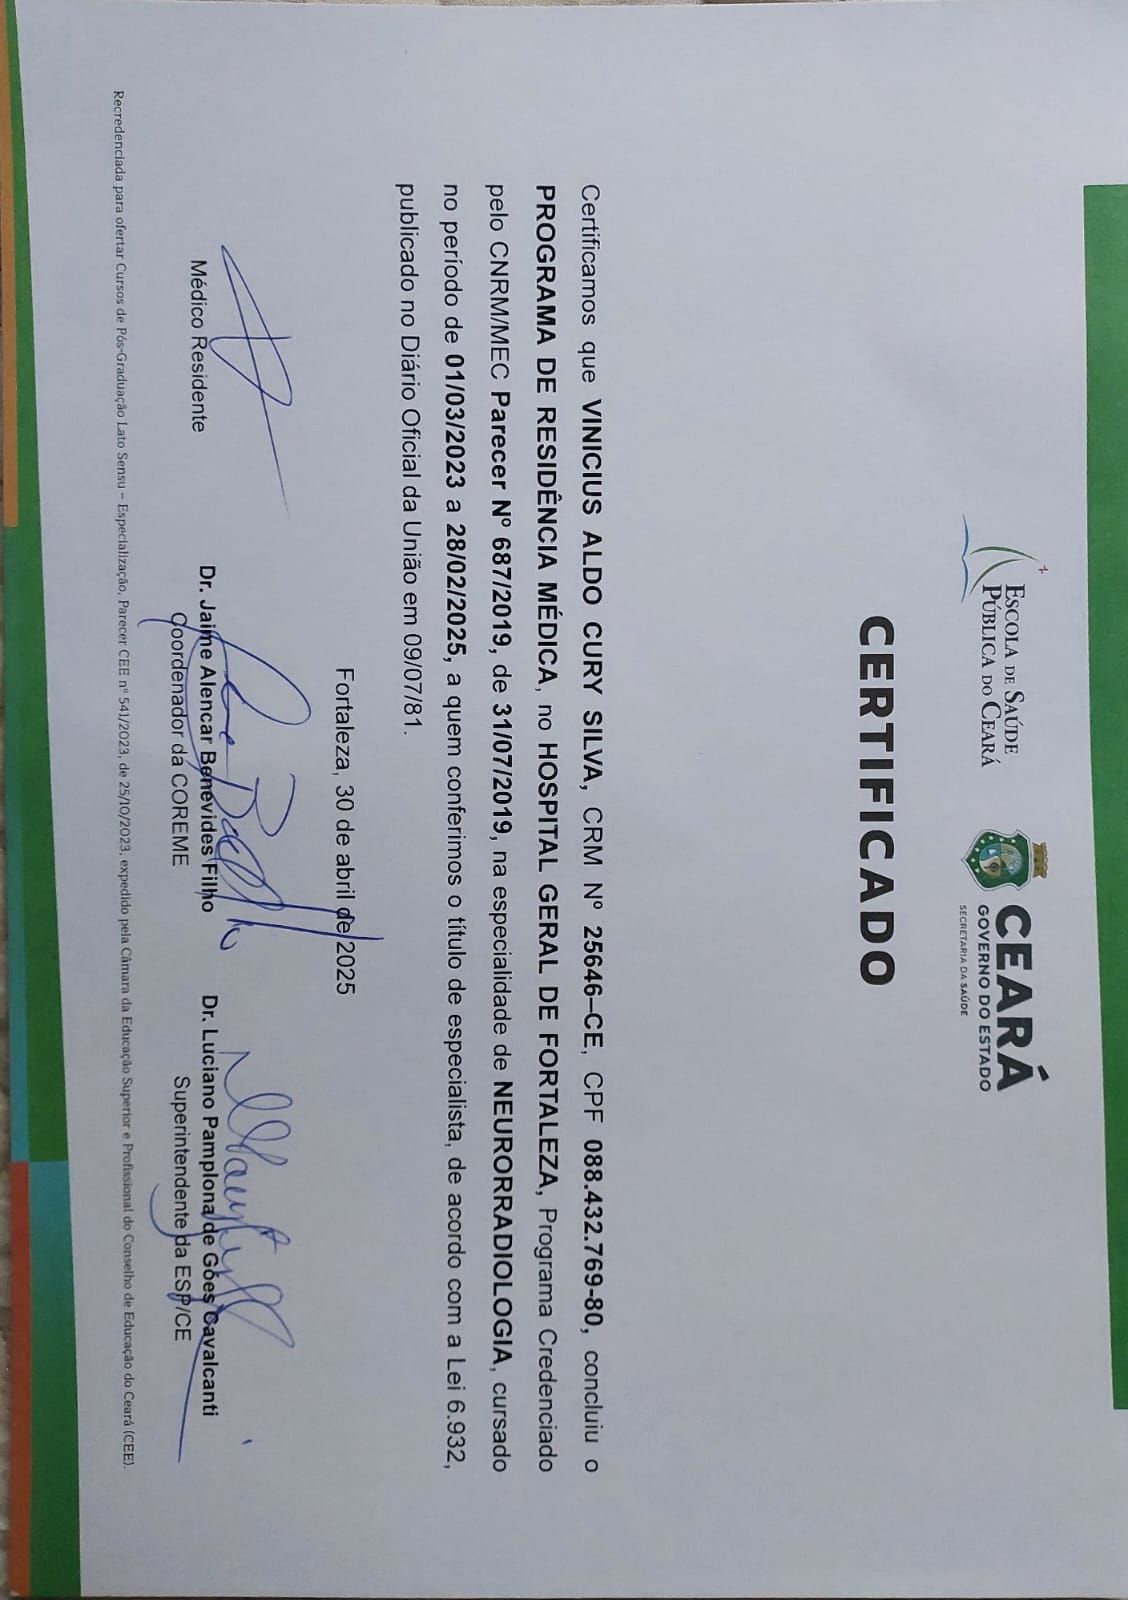 ESCOLA DE SAÚDE
PÚBLICA DO CEARÁ
CEARÁ
GOVERNO DO ESTADO
SECRETARIA DA SAÚDE
CERTIFICADO
Certificamos que VINICIUS ALDO CURY SILVA, CRM Nº 25646–CE, CPF 088.432.769-80, concluiu o
PROGRAMA DE RESIDÊNCIA MÉDICA, no HOSPITAL GERAL DE FORTALEZA, Programa Credenciado
pelo CNRM/MEC Parecer Nº 687/2019, de 31/07/2019, na especialidade de NEURORRADIOLOGIA, cursado
no período de 01/03/2023 a 28/02/2025, a quem conferimos o título de especialista, de acordo com a Lei 6.932,
publicado no Diário Oficial da União em 09/07/81.
Fortaleza, 30 de abril de 2025
Médico Residente
Dr. Jaime Alencar Benevides Filho
Coordenador da COREME
Dr. Luciano Pamplona de Góes Cavalcanti
Superintendente da ESP/CE
Recredenciada para ofertar Cursos de Pós-Graduação Lato Sensu – Especialização, Parecer CEE nº 541/2023, de 25/10/2023, expedido pela Câmara da Educação Superior e Profissional do Conselho de Educação do Ceará (CEE).